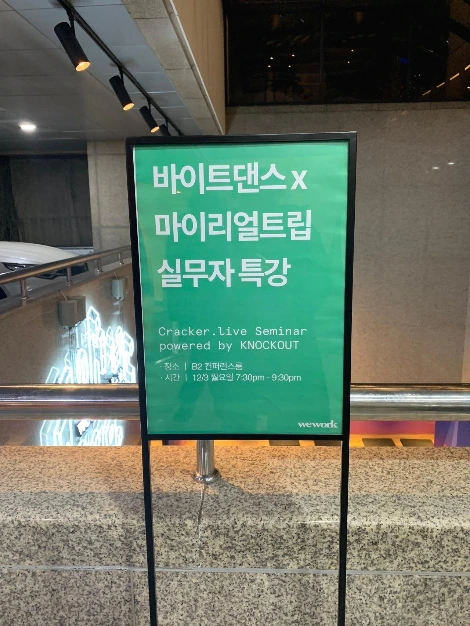 바이트댄스 x
마이리얼트립
실무자 특강
Cracker.live Seminar
powered by KNOCKOUT
· 장소 | B2 컨퍼런스룸
· 시간 | 12/3 월요일 7:30pm - 9:30pm
wework